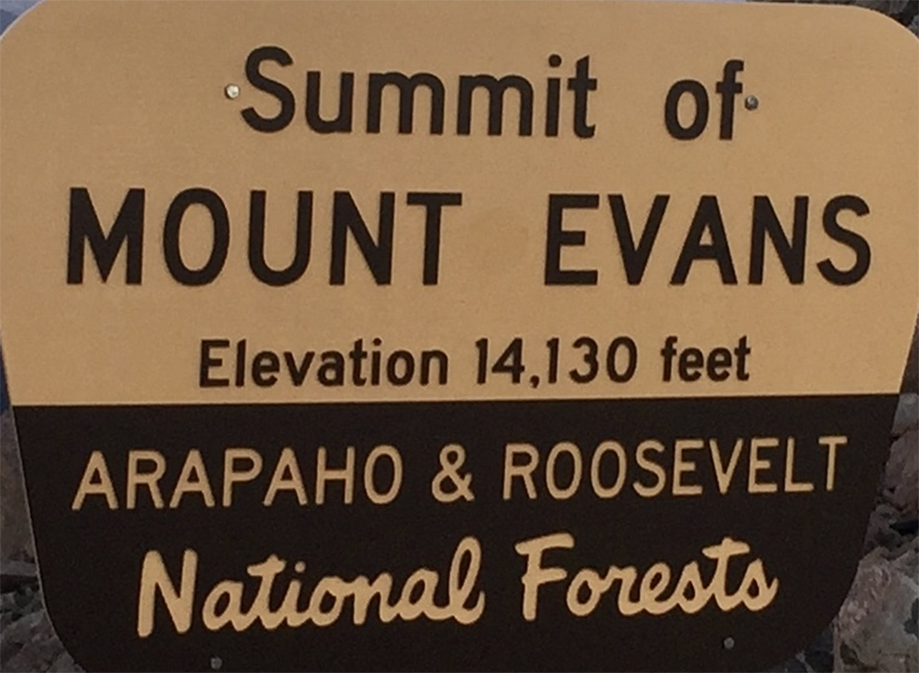 Summit of
MOUNT EVANS
Elevation 14,130 feet
ARAPAHO & ROOSEVELT
National Forests